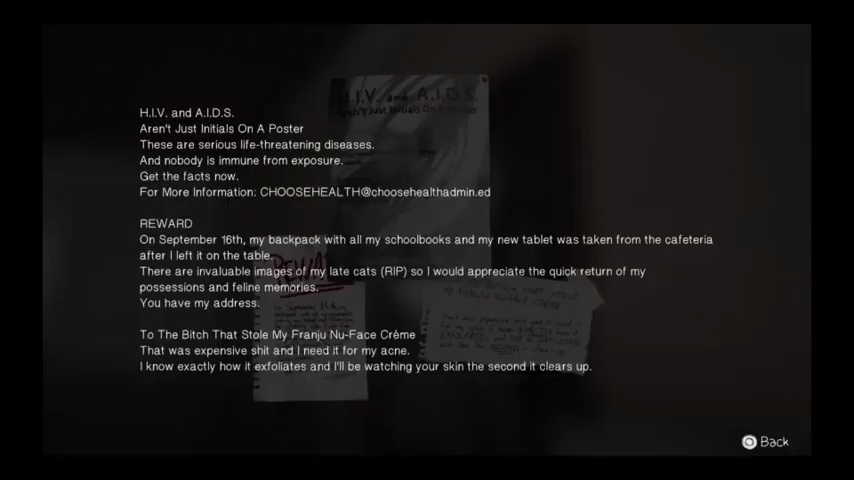 H.I.V. and A.I.D.S.
Aren't Just Initials On A Poster
These are serious life-threatening diseases.
And nobody is immune from exposure.
Get the facts now.
For More Information: CHOOSEHEALTH@choosehealthadmin.ed
REWARD
On September 16th, my backpack with all my schoolbooks and my new tablet was taken from the cafeteria
after I left it on the table.
There are invaluable images of my late cats (RIP) so I would appreciate the quick return of my
possessions and feline memories.
You have my address.
To The Bitch That Stole My Franju Nu-Face Crème
That was expensive shit and I need it for my acne.
I know exactly how it exfoliates and I'll be watching your skin the second it clears up.
H.I.V. and A.I.D.S.
Aren't Just Initials On A Poster
Back